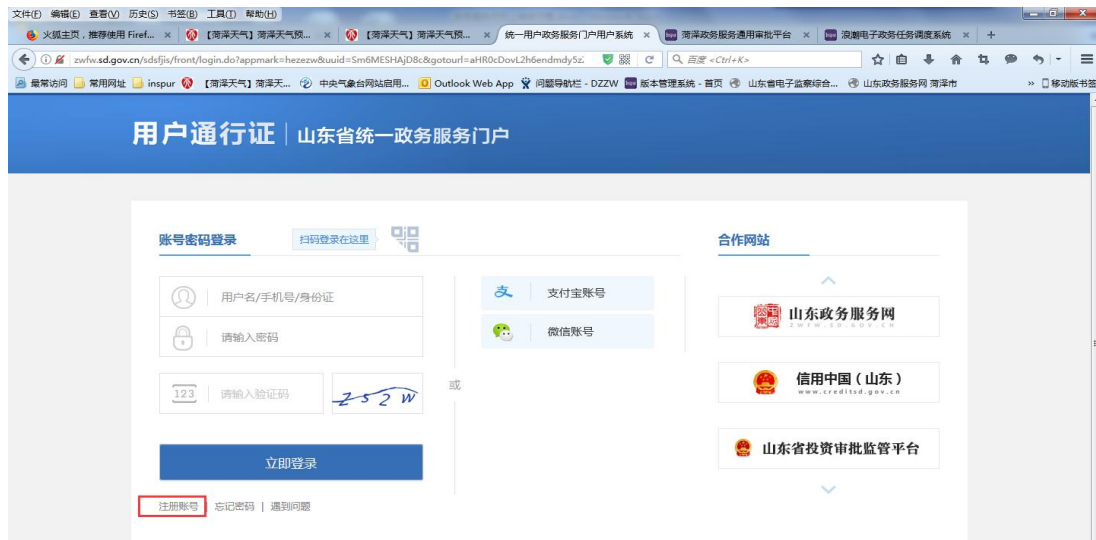 文件(F) 编辑(E) 查看(V) 历史(S) 书签(B) 工具(T) 帮助(H)
火狐主页，推荐使用 Firef... 【菏泽天气】菏泽天气预... 【菏泽天气】菏泽天气预... 统一用户政务服务门户用户系统 菏泽政务服务通用审批平台 浪潮电子政务任务调度系统
zwfw.sd.gov.cn/sdsfjis/front/login.do?appmark=hezezw&uuid=Sm6MESHAjD8c&gotourl=aHR0cDovL2h6endmdy5z. 百度 <Ctrl+K>
最常访问 常用网址 inspur 【菏泽天气】菏泽天... 中央气象台网站启用... Outlook Web App 问题导航栏 - DZZW 版本管理系统 - 首页 山东省电子监察综合... 山东政务服务网 菏泽市 移动版书签
用户通行证 山东省统一政务服务门户
账号密码登录 扫码登录在这里
合作网站
用户名/手机号/身份证
支付宝账号
山东政务服务网
ZWFW.SD.GOV.CN
请输入密码
微信账号
123 请输入验证码 Z52W
或
信用中国（山东）
www.creditsd.gov.cn
立即登录
山东省投资审批监管平台
注册账号 | 忘记密码 | 遇到问题